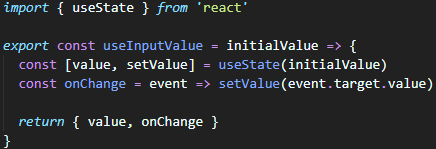 import { useState } from 'react'
export const useInputValue = initialValue => {
const [value, setValue] = useState(initialValue)
const onChange = event => setValue(event.target.value)
return { value, onChange }
}